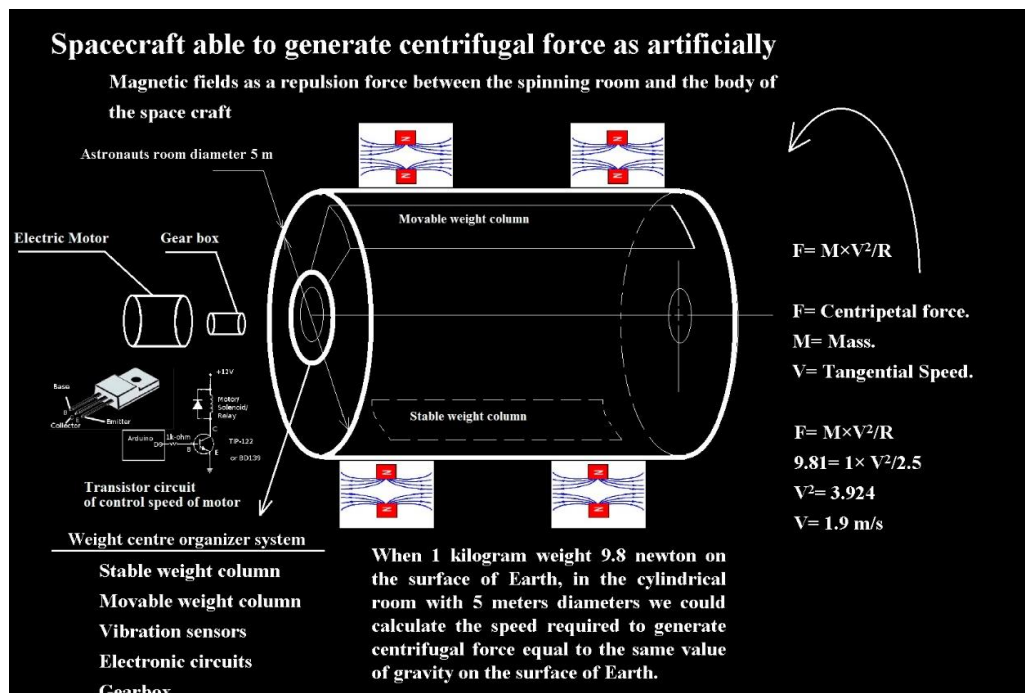 Spacecraft able to generate centrifugal force as artificially
Magnetic fields as a repulsion force between the spinning room and the body of
the space craft
Astronauts room diameter 5 m
N
N
N
N
Movable weight column
Electric Motor
Gear box
F= M×V²/R
F= Centripetal force.
M= Mass.
V= Tangential Speed.
Base
Collector
Emitter
B
C
E
+12V
Motor/
Solenoid/
Relay
Arduino
D9
1k-ohm
B
C
E
TIP-122
or BD139
Stable weight column
F= M×V²/R
9.81= 1× V²/2.5
V²= 3.924
V= 1.9 m/s
N
N
N
N
Transistor circuit
of control speed of motor
Weight centre organizer system
Stable weight column
Movable weight column
Vibration sensors
Electronic circuits
Gearbox
When 1 kilogram weight 9.8 newton on
the surface of Earth, in the cylindrical
room with 5 meters diameters we could
calculate the speed required to generate
centrifugal force equal to the same value
of gravity on the surface of Earth.